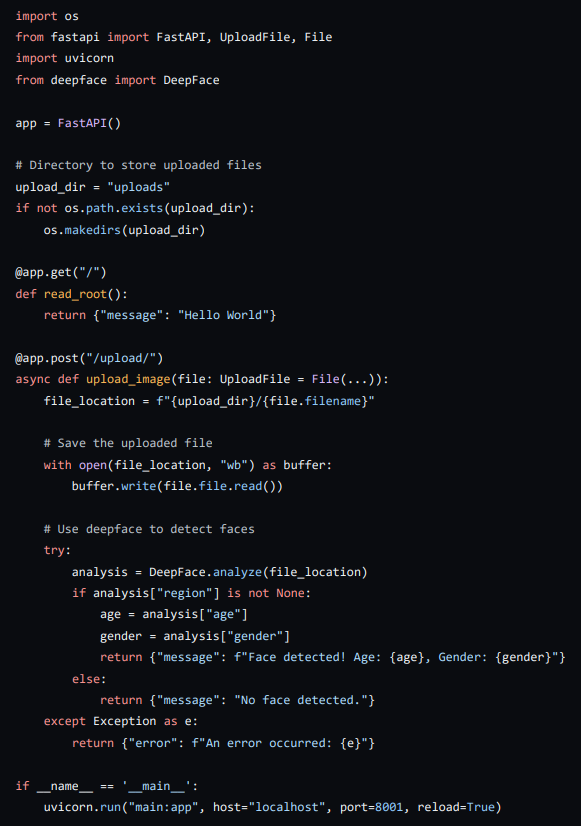 import os
from fastapi import FastAPI, UploadFile, File
import uvicorn
from deepface import DeepFace

app = FastAPI()

# Directory to store uploaded files
upload_dir = "uploads"
if not os.path.exists(upload_dir):
    os.makedirs(upload_dir)

@app.get("/")
def read_root():
    return {"message": "Hello World"}

@app.post("/upload/")
async def upload_image(file: UploadFile = File(...)):
    file_location = f"{upload_dir}/{file.filename}"

    # Save the uploaded file
    with open(file_location, "wb") as buffer:
        buffer.write(file.file.read())

    # Use deepface to detect faces
    try:
        analysis = DeepFace.analyze(file_location)
        if analysis["region"] is not None:
            age = analysis["age"]
            gender = analysis["gender"]
            return {"message": f"Face detected! Age: {age}, Gender: {gender}"}
        else:
            return {"message": "No face detected."}
    except Exception as e:
        return {"error": f"An error occurred: {e}"}

if __name__ == '__main__':
    uvicorn.run("main:app", host="localhost", port=8001, reload=True)